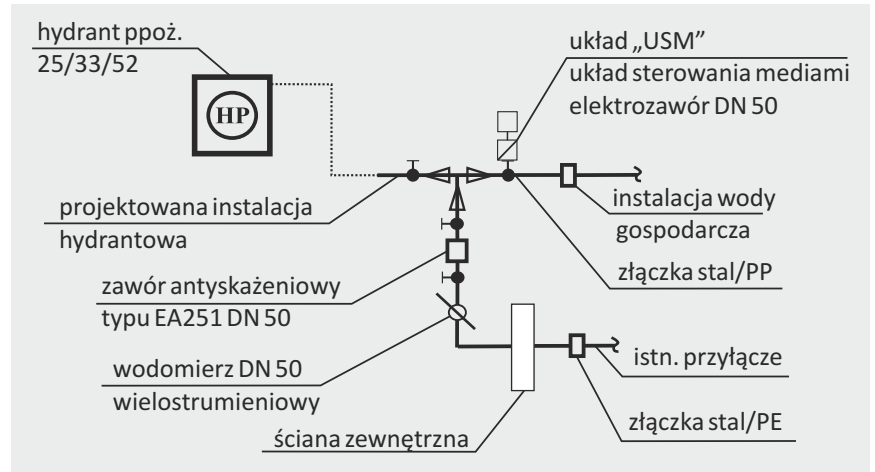 hydrant ppoż.
25/33/52
HP
układ „USM”
układ sterowania mediami
elektrozawór DN 50
projektowana instalacja
hydrantowa
instalacja wody
gospodarcza
złączka stal/PP
zawór antyskażeniowy
typu EA251 DN 50
wodomierz DN 50
wielostrumieniowy
istn. przyłącze
ściana zewnętrzna
złączka stal/PE